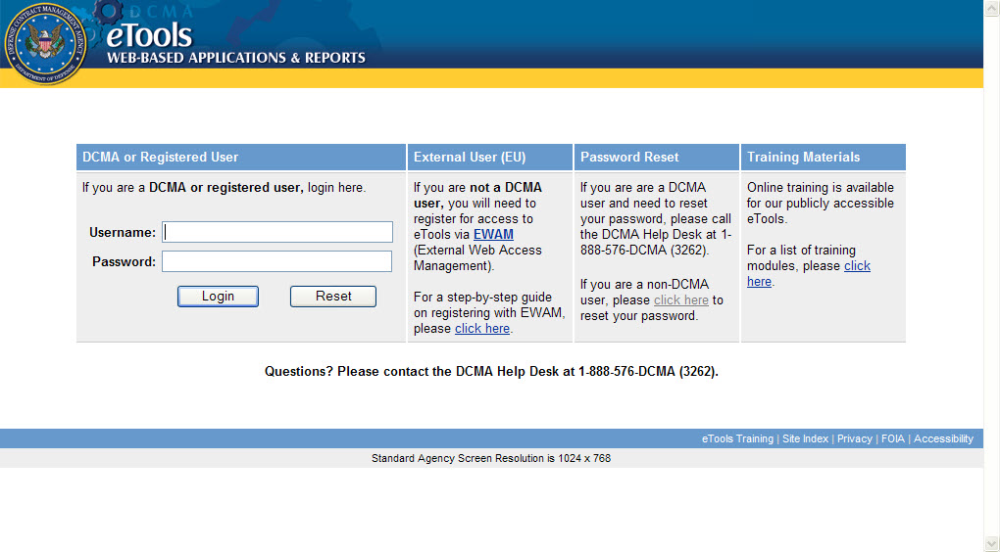 DCMA
eTools
WEB-BASED APPLICATIONS & REPORTS
DEFENSE CONTRACT MANAGEMENT AGENCY
DEPARTMENT OF DEFENSE
DCMA or Registered User
If you are a DCMA or registered user, login here.
Username:
Password:
Login Reset
External User (EU)
If you are not a DCMA
user, you will need to
register for access to
eTools via EWAM
(External Web Access
Management).
For a step-by-step guide
on registering with EWAM,
please click here.
Password Reset
If you are are a DCMA
user and need to reset
your password, please call
the DCMA Help Desk at 1-
888-576-DCMA (3262).
If you are a non-DCMA
user, please click here to
reset your password.
Training Materials
Online training is available
for our publicly accessible
eTools.
For a list of training
modules, please click
here.
Questions? Please contact the DCMA Help Desk at 1-888-576-DCMA (3262).
eTools Training | Site Index | Privacy | FOIA | Accessibility
Standard Agency Screen Resolution is 1024 x 768